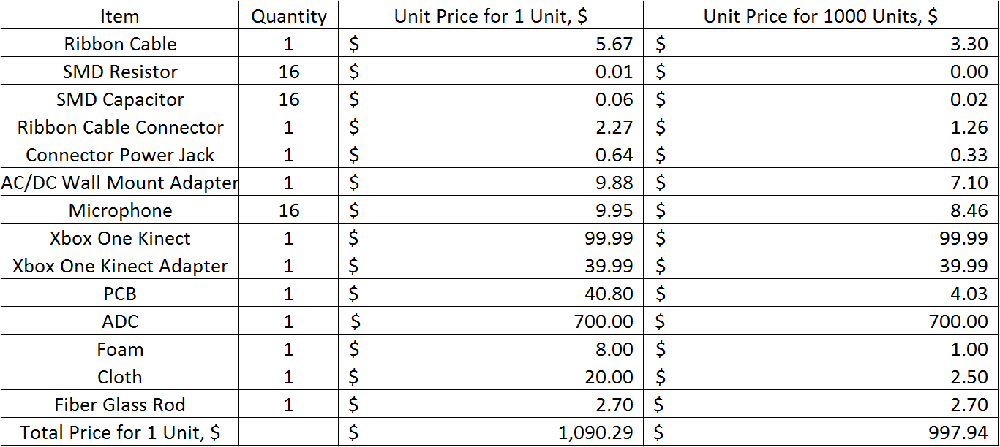 Item Quantity Unit Price for 1 Unit, $ Unit Price for 1000 Units, $
Ribbon Cable 1 $ 5.67 $ 3.30
SMD Resistor 16 $ 0.01 $ 0.00
SMD Capacitor 16 $ 0.06 $ 0.02
Ribbon Cable Connector 1 $ 2.27 $ 1.26
Connector Power Jack 1 $ 0.64 $ 0.33
AC/DC Wall Mount Adapter 1 $ 9.88 $ 7.10
Microphone 16 $ 9.95 $ 8.46
Xbox One Kinect 1 $ 99.99 $ 99.99
Xbox One Kinect Adapter 1 $ 39.99 $ 39.99
PCB 1 $ 40.80 $ 4.03
ADC 1 $ 700.00 $ 700.00
Foam 1 $ 8.00 $ 1.00
Cloth 1 $ 20.00 $ 2.50
Fiber Glass Rod 1 $ 2.70 $ 2.70
Total Price for 1 Unit, $ $ 1,090.29 $ 997.94